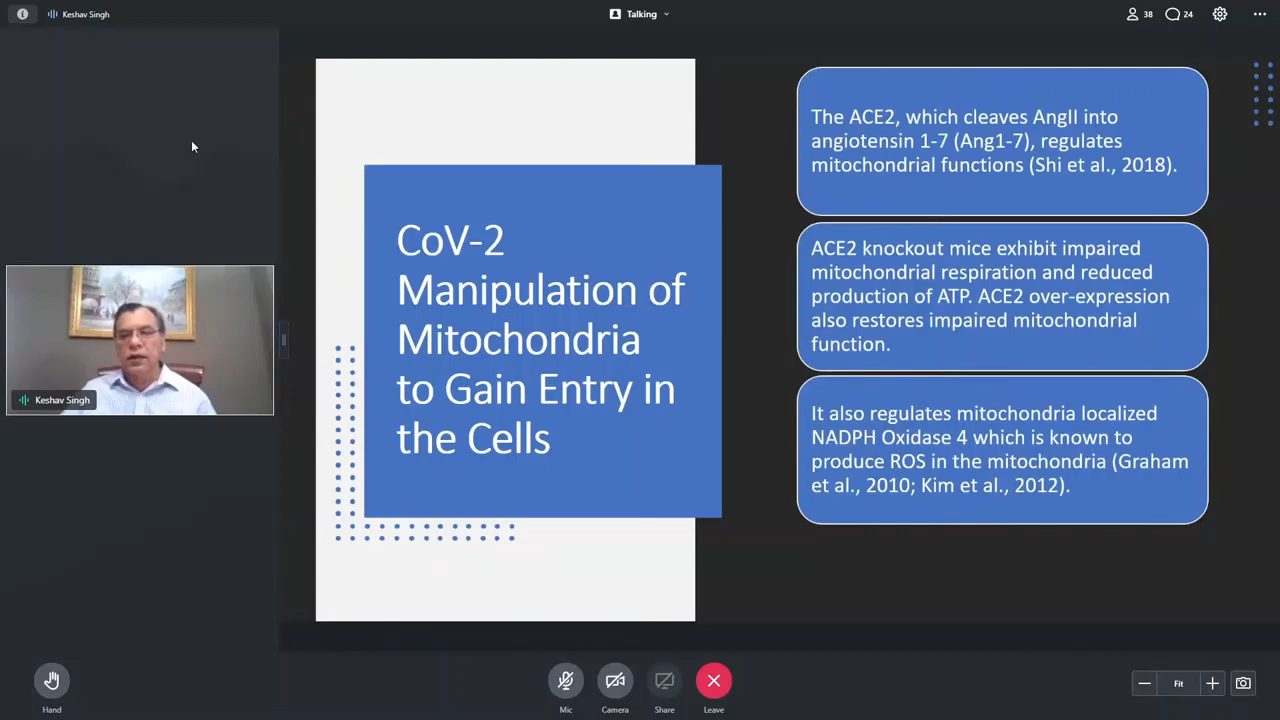 Keshav Singh
Talking
38
24
CoV-2
Manipulation of
Mitochondria
to Gain Entry in
the Cells
The ACE2, which cleaves AngII into
angiotensin 1-7 (Ang1-7), regulates
mitochondrial functions (Shi et al., 2018).
ACE2 knockout mice exhibit impaired
mitochondrial respiration and reduced
production of ATP. ACE2 over-expression
also restores impaired mitochondrial
function.
It also regulates mitochondria localized
NADPH Oxidase 4 which is known to
produce ROS in the mitochondria (Graham
et al., 2010; Kim et al., 2012).
Keshav Singh
Hand
Mic
Camera
Share
Leave
Fit